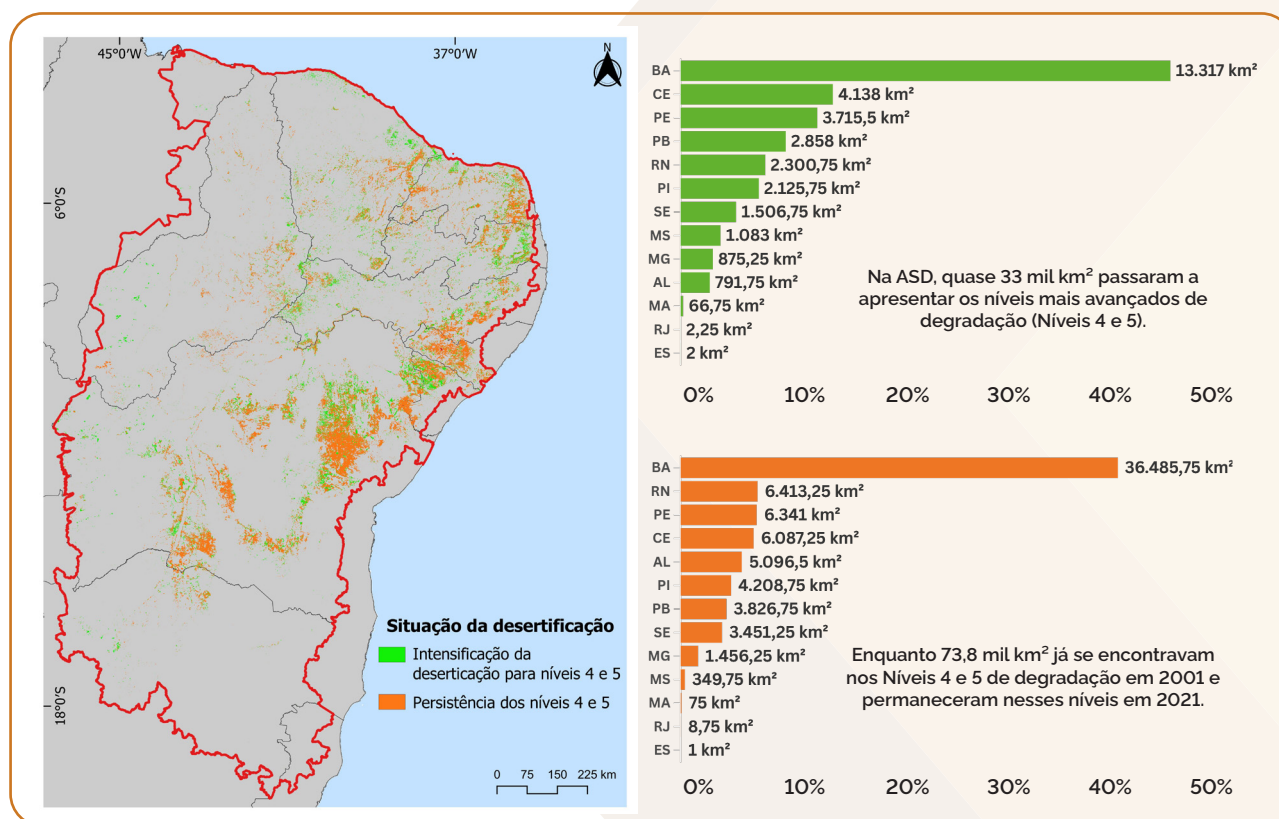 45°0'W
37°0'W
N
6°0'S
18°0'S
Situação da desertificação
Intensificação da
deserticação para níveis 4 e 5
Persistência dos níveis 4 e 5
0 75 150 225 km
BA 13.317 km²
CE 4.138 km²
PE 3.715,5 km²
PB 2.858 km²
RN 2.300,75 km²
PI 2.125,75 km²
SE 1.506,75 km²
MS 1.083 km²
MG 875,25 km²
AL 791,75 km²
MA 66,75 km²
RJ 2,25 km²
ES 2 km²
Na ASD, quase 33 mil km² passaram a
apresentar os níveis mais avançados de
degradação (Níveis 4 e 5).
0% 10% 20% 30% 40% 50%
BA 36.485,75 km²
RN 6.413,25 km²
PE 6.341 km²
CE 6.087,25 km²
AL 5.096,5 km²
PI 4.208,75 km²
PB 3.826,75 km²
SE 3.451,25 km²
MG 1.456,25 km²
MS 349,75 km²
MA 75 km²
RJ 8,75 km²
ES 1 km²
Enquanto 73,8 mil km² já se encontravam
nos Níveis 4 e 5 de degradação em 2001 e
permaneceram nesses níveis em 2021.
0% 10% 20% 30% 40% 50%